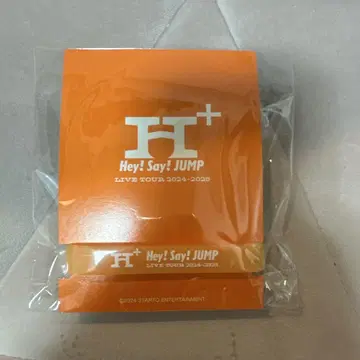 H+
Hey! Say! JUMP
LIVE TOUR 2024-2025
H+ Hey! Say! JUMP
LIVE TOUR 2024-2025
©2024 STARTO ENTERTAINMENT